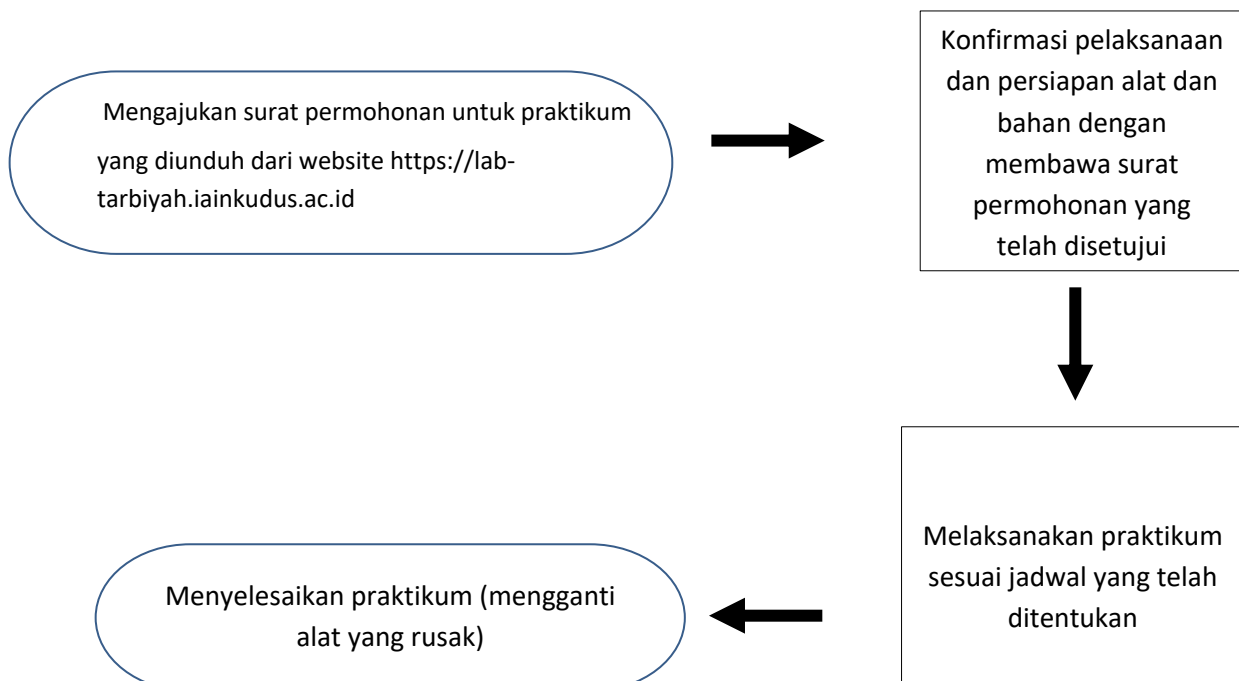 Mengajukan surat permohonan untuk praktikum
yang diunduh dari website https://lab-
tarbiyah.iainkudus.ac.id
Konfirmasi pelaksanaan
dan persiapan alat dan
bahan dengan
membawa surat
permohonan yang
telah disetujui
Melaksanakan praktikum
sesuai jadwal yang telah
ditentukan
Menyelesaikan praktikum (mengganti
alat yang rusak)